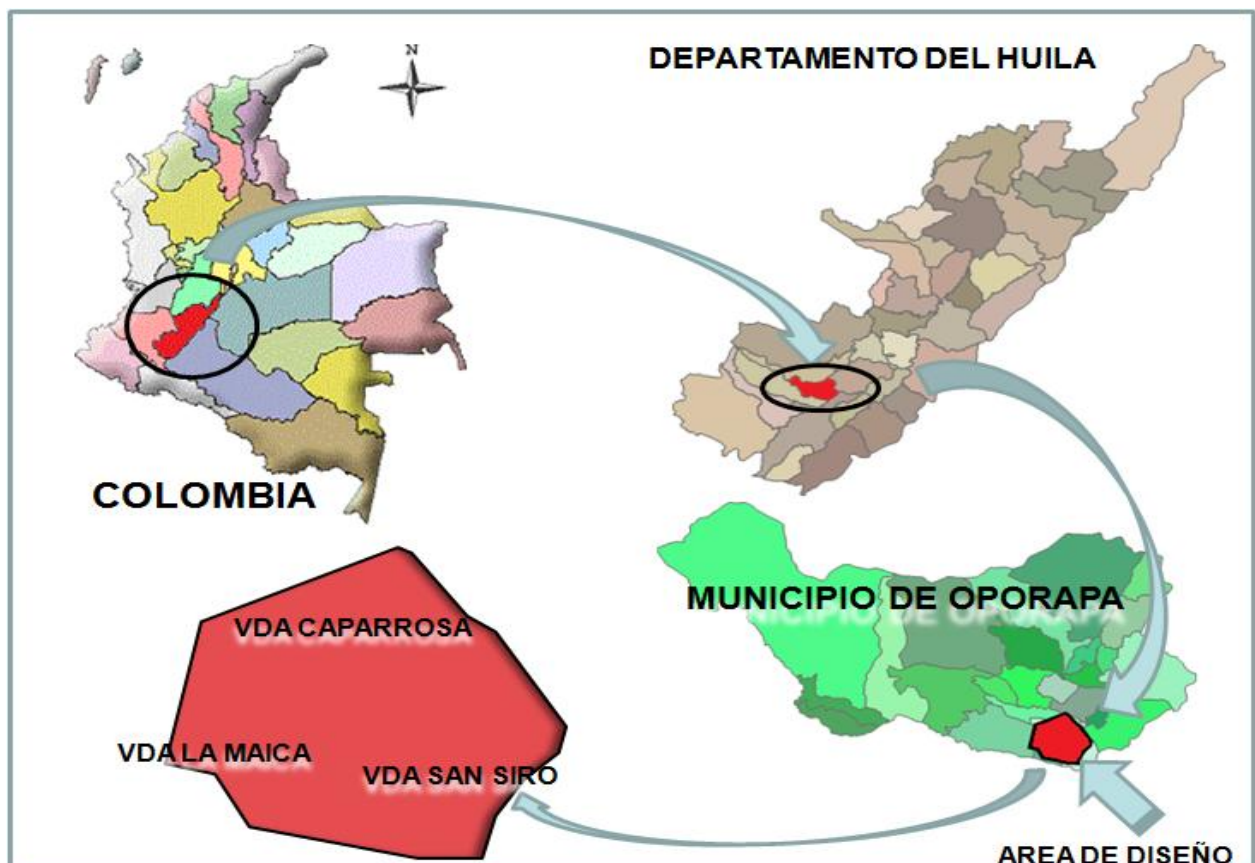 N
DEPARTAMENTO DEL HUILA
COLOMBIA
MUNICIPIO DE OPORAPA
VDA CAPARROSA
VDA LA MAICA
VDA SAN SIRO
AREA DE DISEÑO